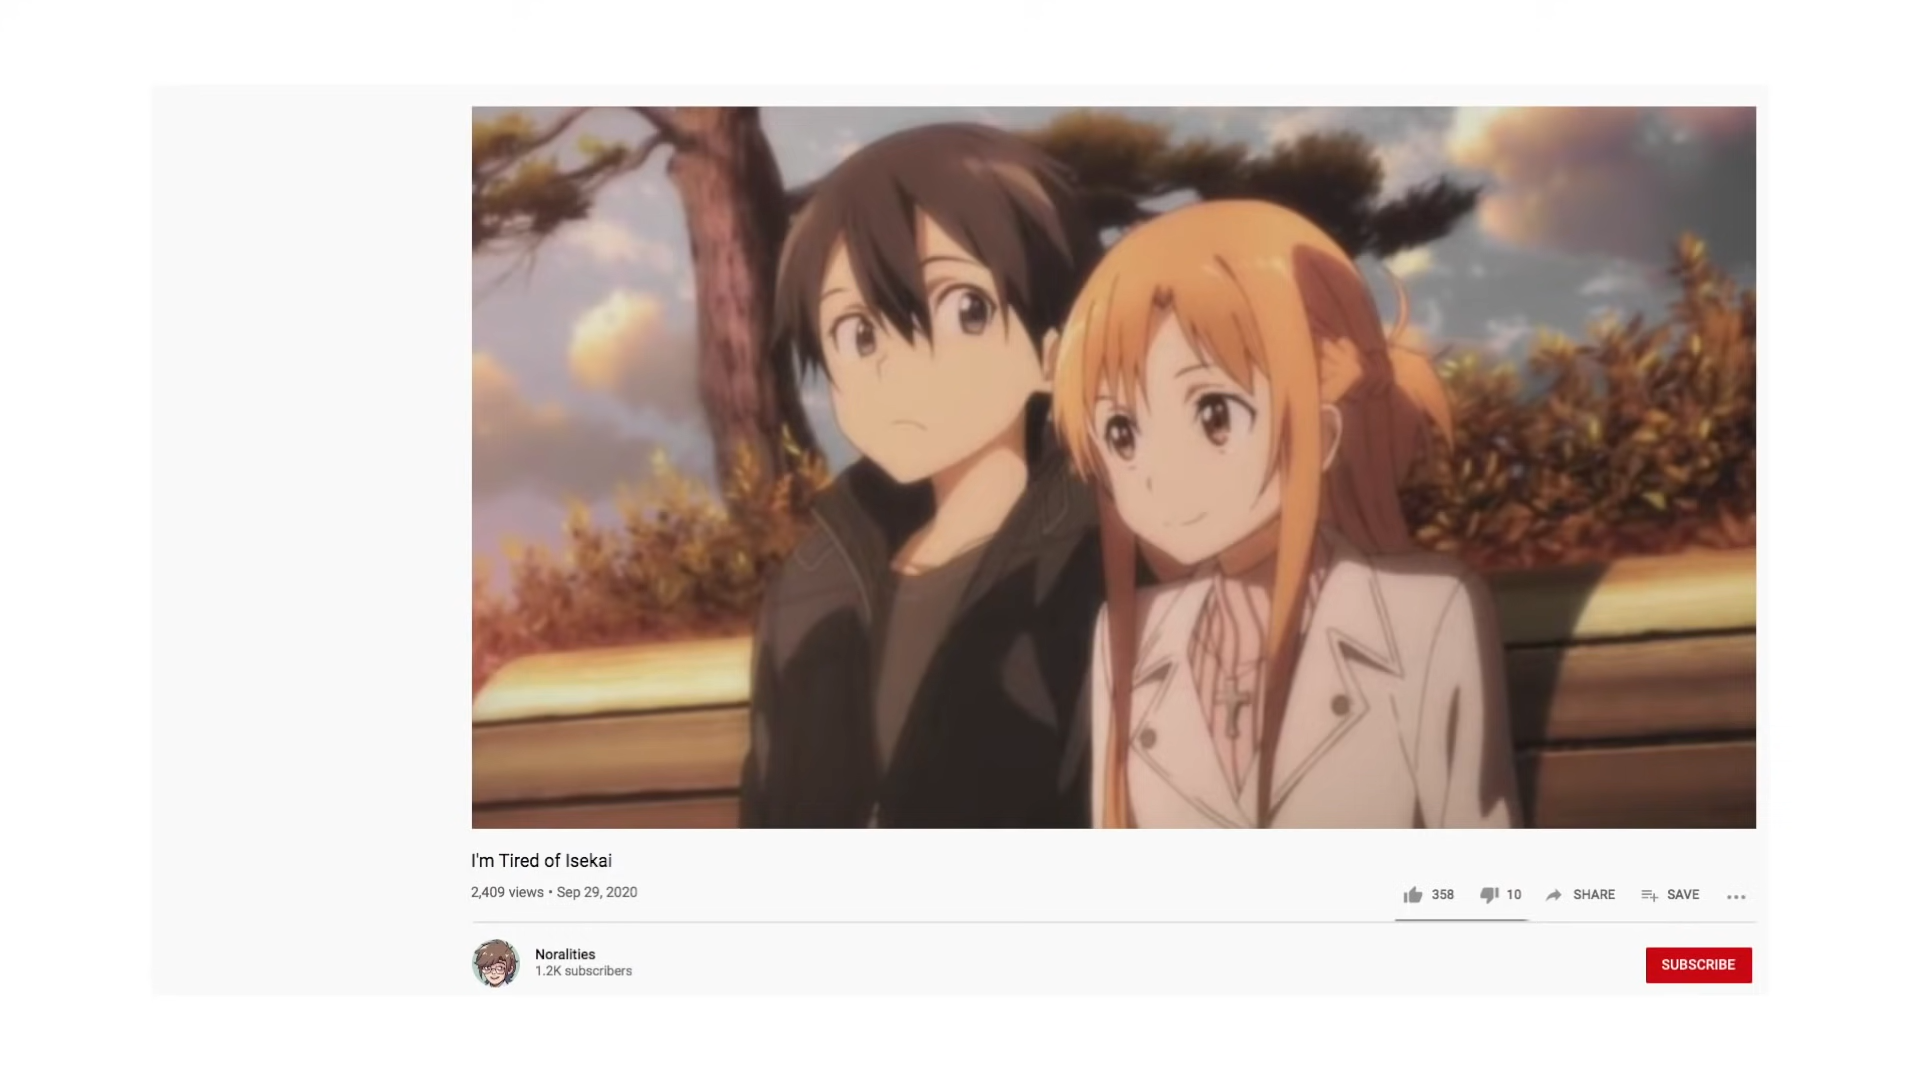 I'm Tired of Isekai
2,409 views • Sep 29, 2020
358 10 SHARE SAVE
Noralities
1.2K subscribers
SUBSCRIBE